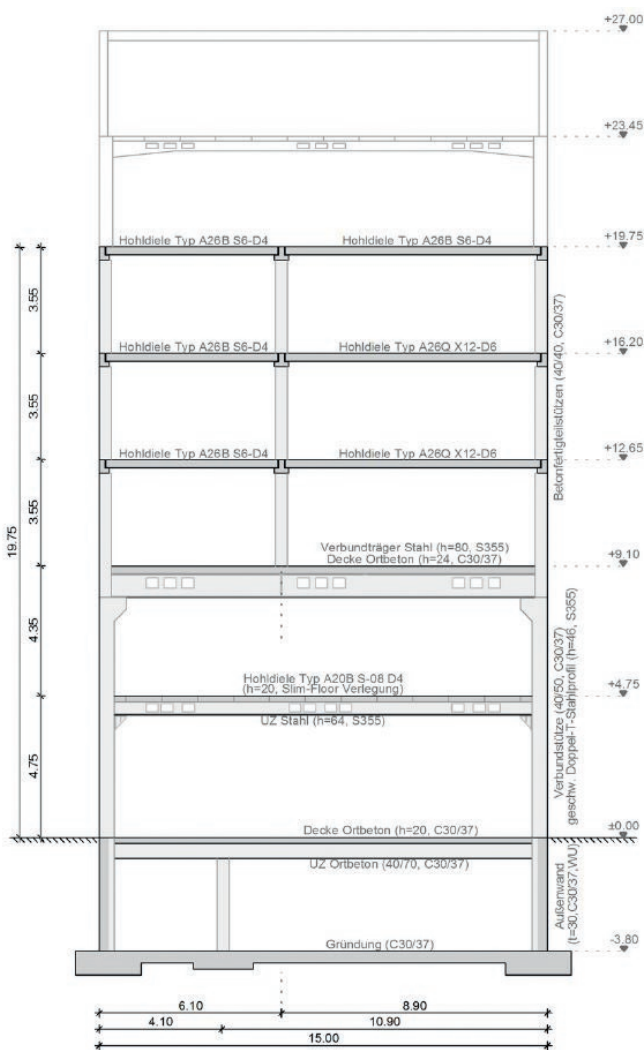 +27.00
+23.45
Hohldiele Typ A26B S6-D4
Hohldiele Typ A26B S6-D4
+19.75
3.55
Hohldiele Typ A26B S6-D4
Hohldiele Typ A26Q X12-D6
+16.20
3.55
Betonfertigteilstützen (40/40, C30/37)
Hohldiele Typ A26B S6-D4
Hohldiele Typ A26Q X12-D6
+12.65
3.55
19.75
Verbundträger Stahl (h=80, S355)
Decke Ortbeton (h=24, C30/37)
+9.10
4.35
Verbundstütze (40/50, C30/37)
geschw. Doppel-T-Stahlprofil (h=46, S355)
Hohldiele Typ A20B S-08 D4
(h=20, Slim-Floor Verlegung)
+4.75
UZ Stahl (h=64, S355)
4.75
Decke Ortbeton (h=20, C30/37)
±0.00
UZ Ortbeton (40/70, C30/37)
Außenwand
(t=30,C30/37,WU)
Gründung (C30/37)
-3.80
6.10
8.90
4.10
10.90
15.00